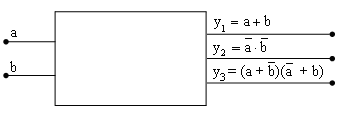 a
b
y₁ = a + b
y₂ = a̅ · b̅
y₃ = (a + b̅)(a̅ + b)